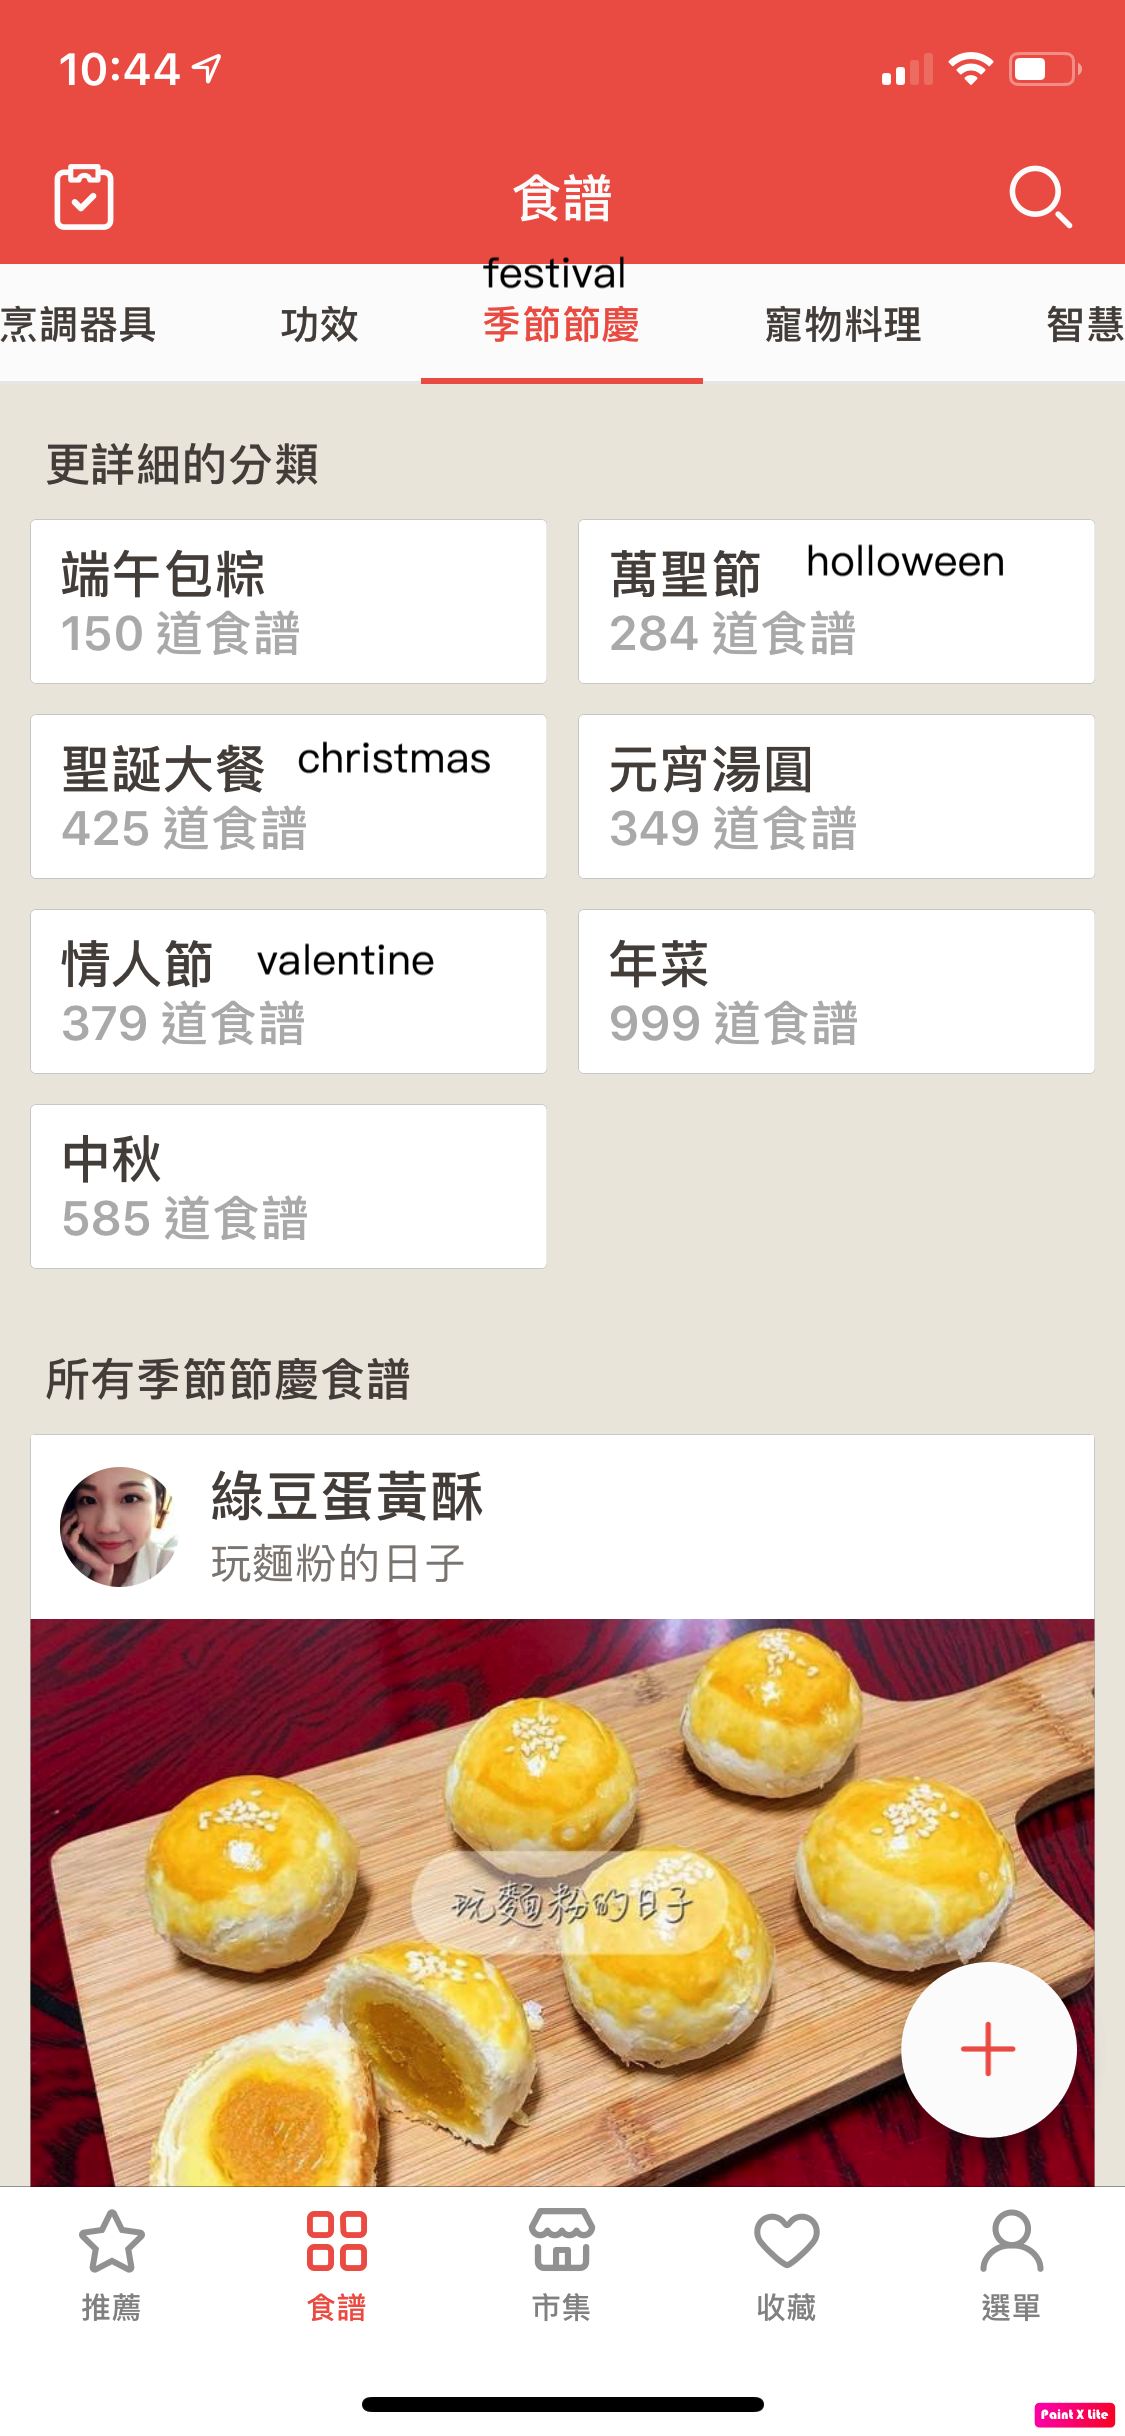 10:44
食譜
festival
烹調器具 功效 季節節慶 寵物料理 智慧
更詳細的分類
端午包粽
150 道食譜
萬聖節 holloween
284 道食譜
聖誕大餐 christmas
425 道食譜
元宵湯圓
349 道食譜
情人節 valentine
379 道食譜
年菜
999 道食譜
中秋
585 道食譜
所有季節節慶食譜
綠豆蛋黃酥
玩麵粉的日子
玩麵粉的日子
推薦 食譜 市集 收藏 選單
Paint X Lite